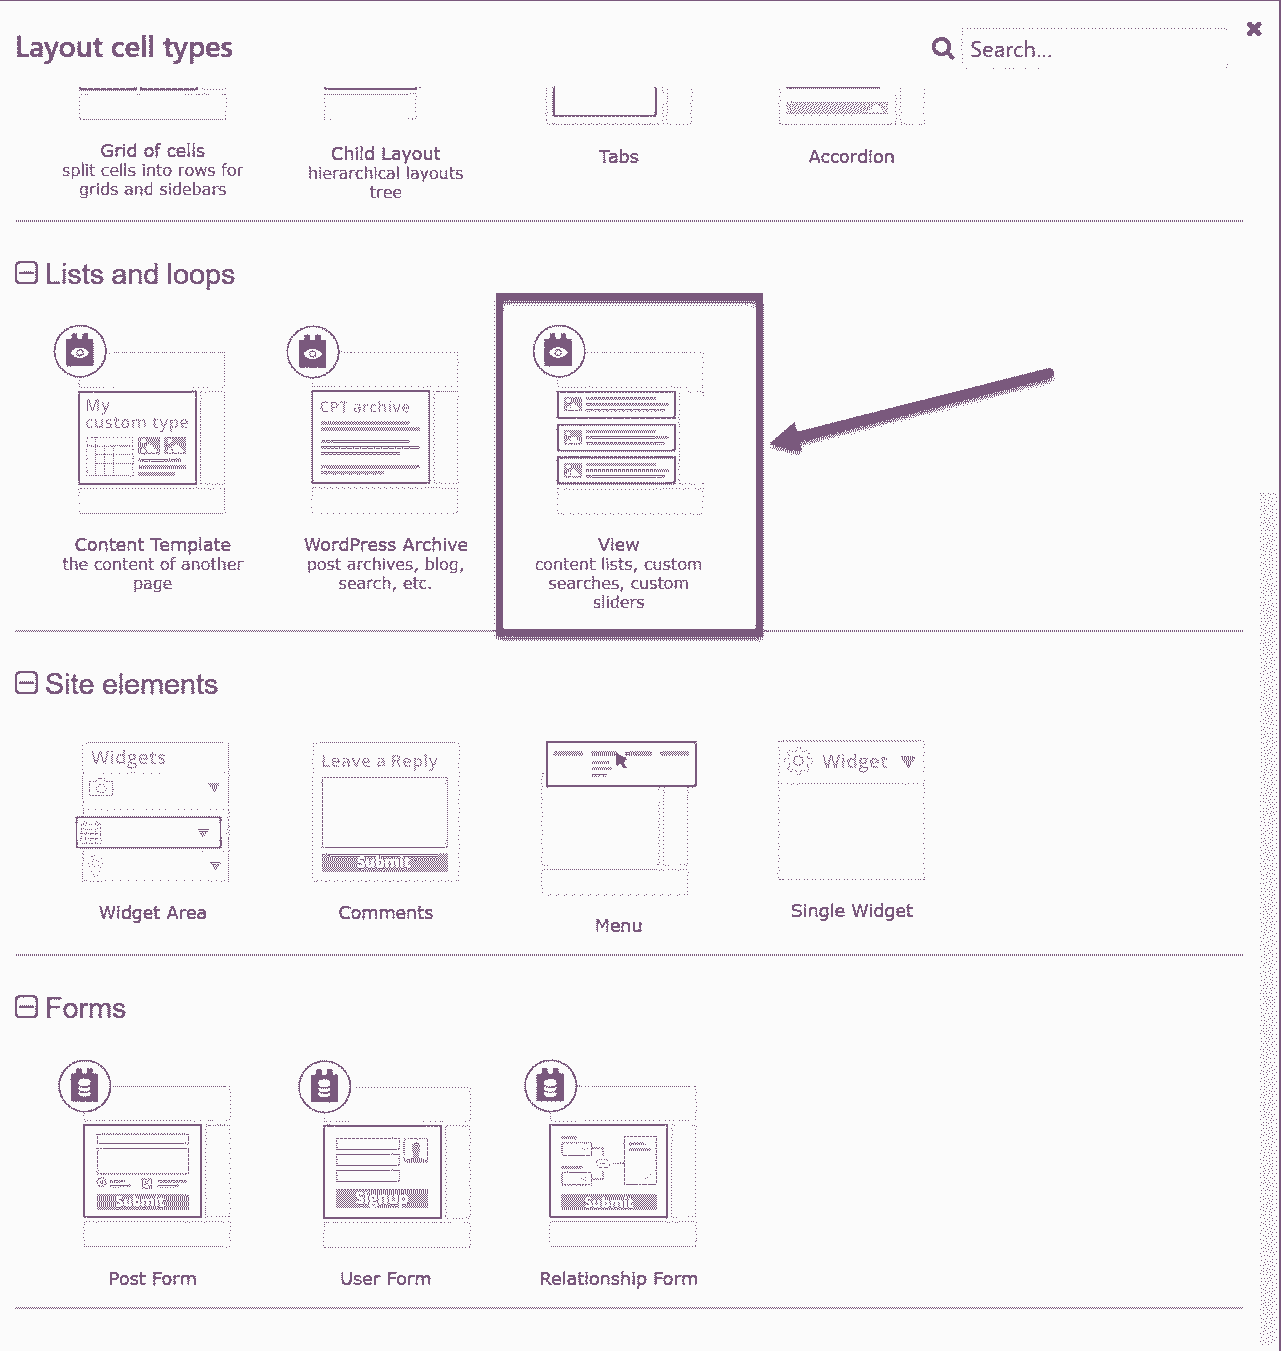 Layout cell types
Search...
Grid of cells
split cells into rows for
grids and sidebars
Child Layout
hierarchical layouts
tree
Tabs
Accordion
Lists and loops
My
custom type
Content Template
the content of another
page
CPT archive
WordPress Archive
post archives, blog,
search, etc.
View
content lists, custom
searches, custom
sliders
Site elements
Widgets
Widget Area
Leave a Reply
Submit
Comments
Menu
Widget
Single Widget
Forms
Submit
Post Form
Signup
User Form
Submit
Relationship Form